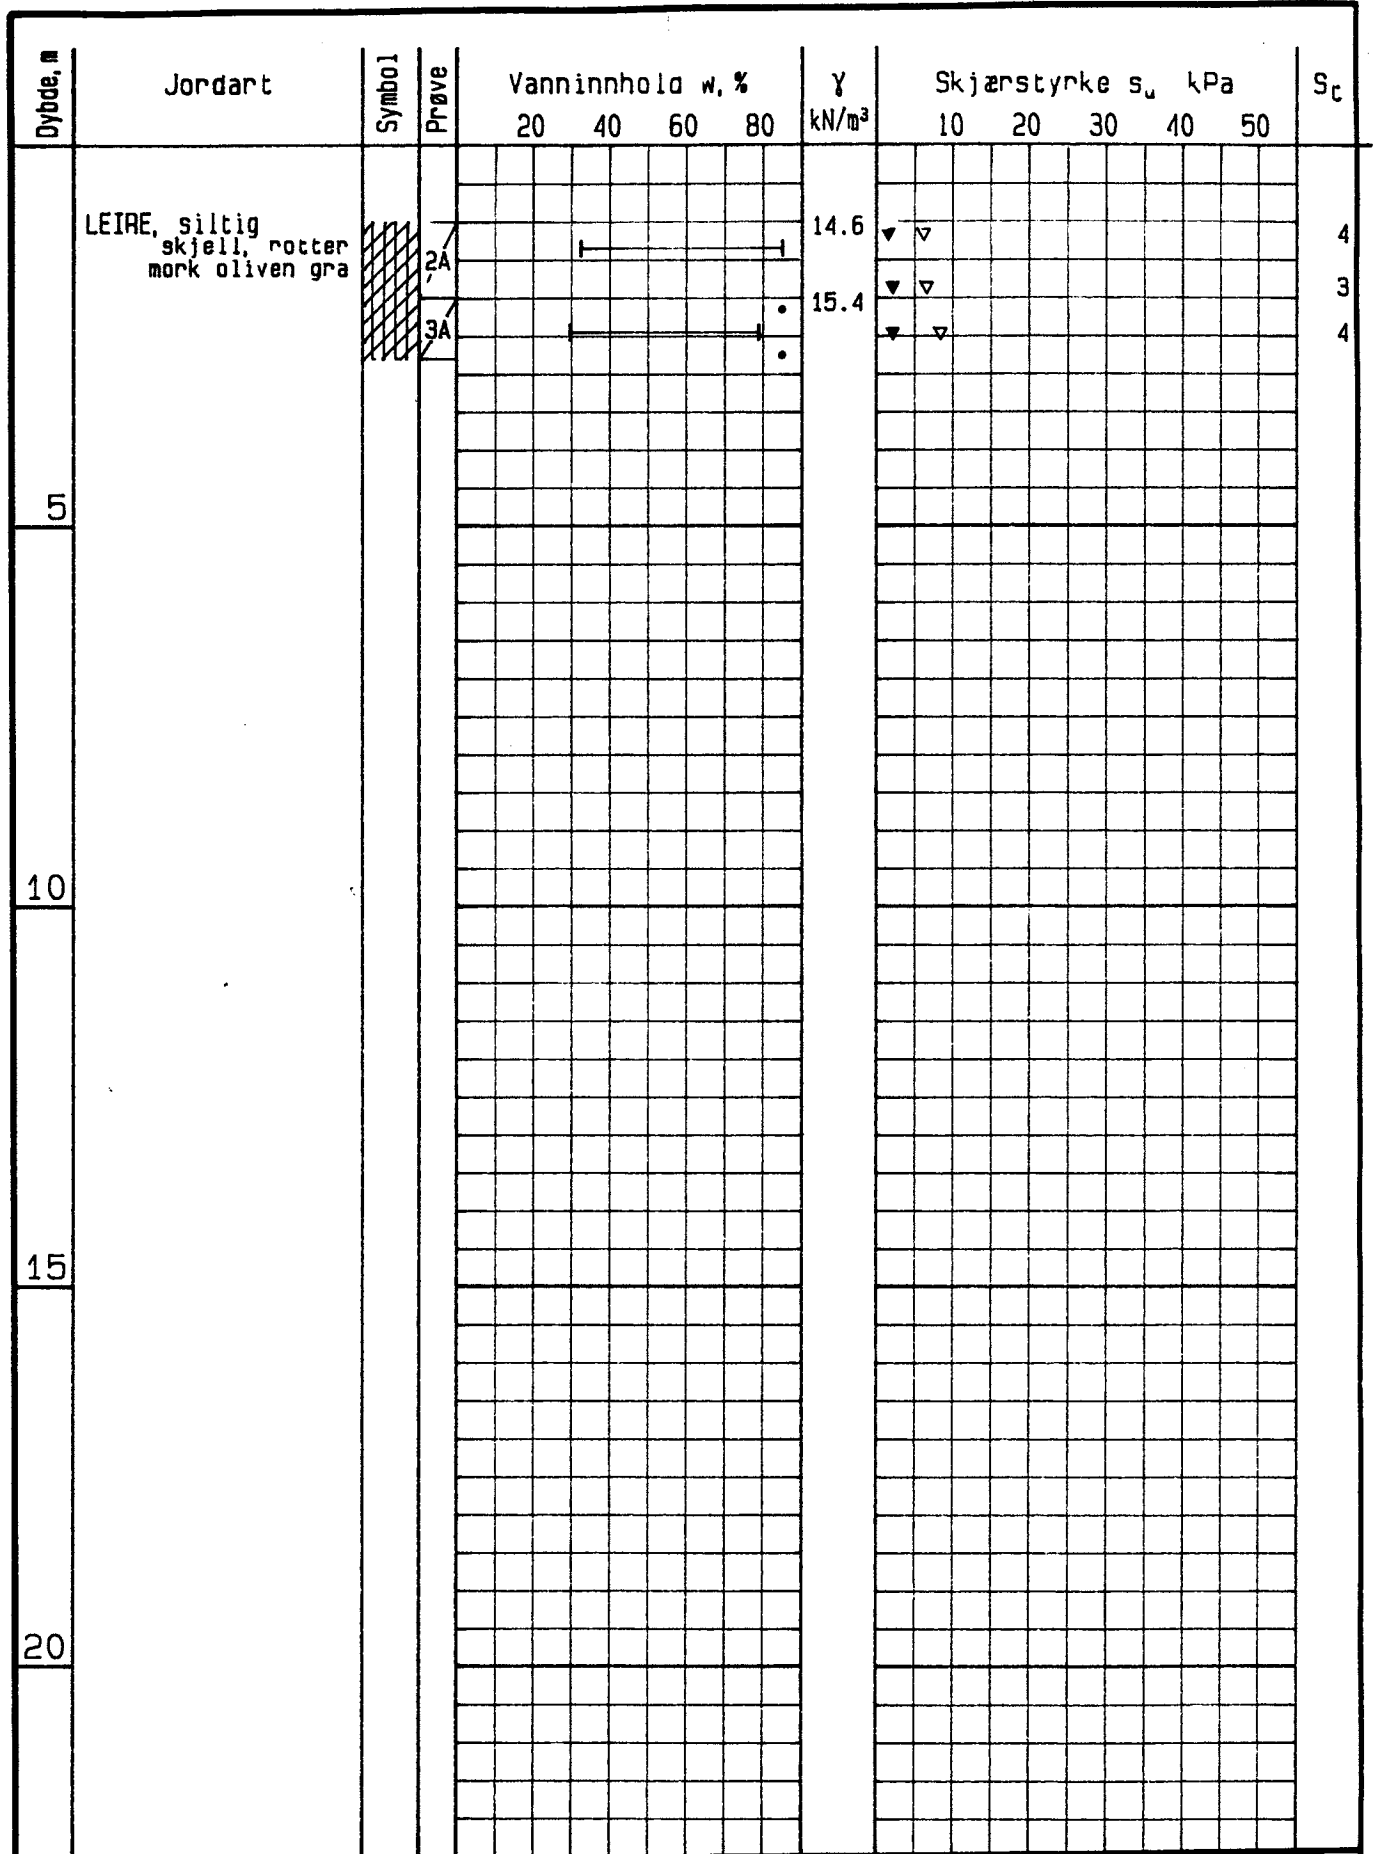 Dybde, m Jordart Symbol Prøve Vanninnhold w, % γ Skjærstyrke s_u kPa S_t
20 40 60 80 kN/m³ 10 20 30 40 50
LEIRE, siltig 14.6 4
skjell, rotter
mork oliven gra 2A
3
15.4
3A 4
5
10
15
20